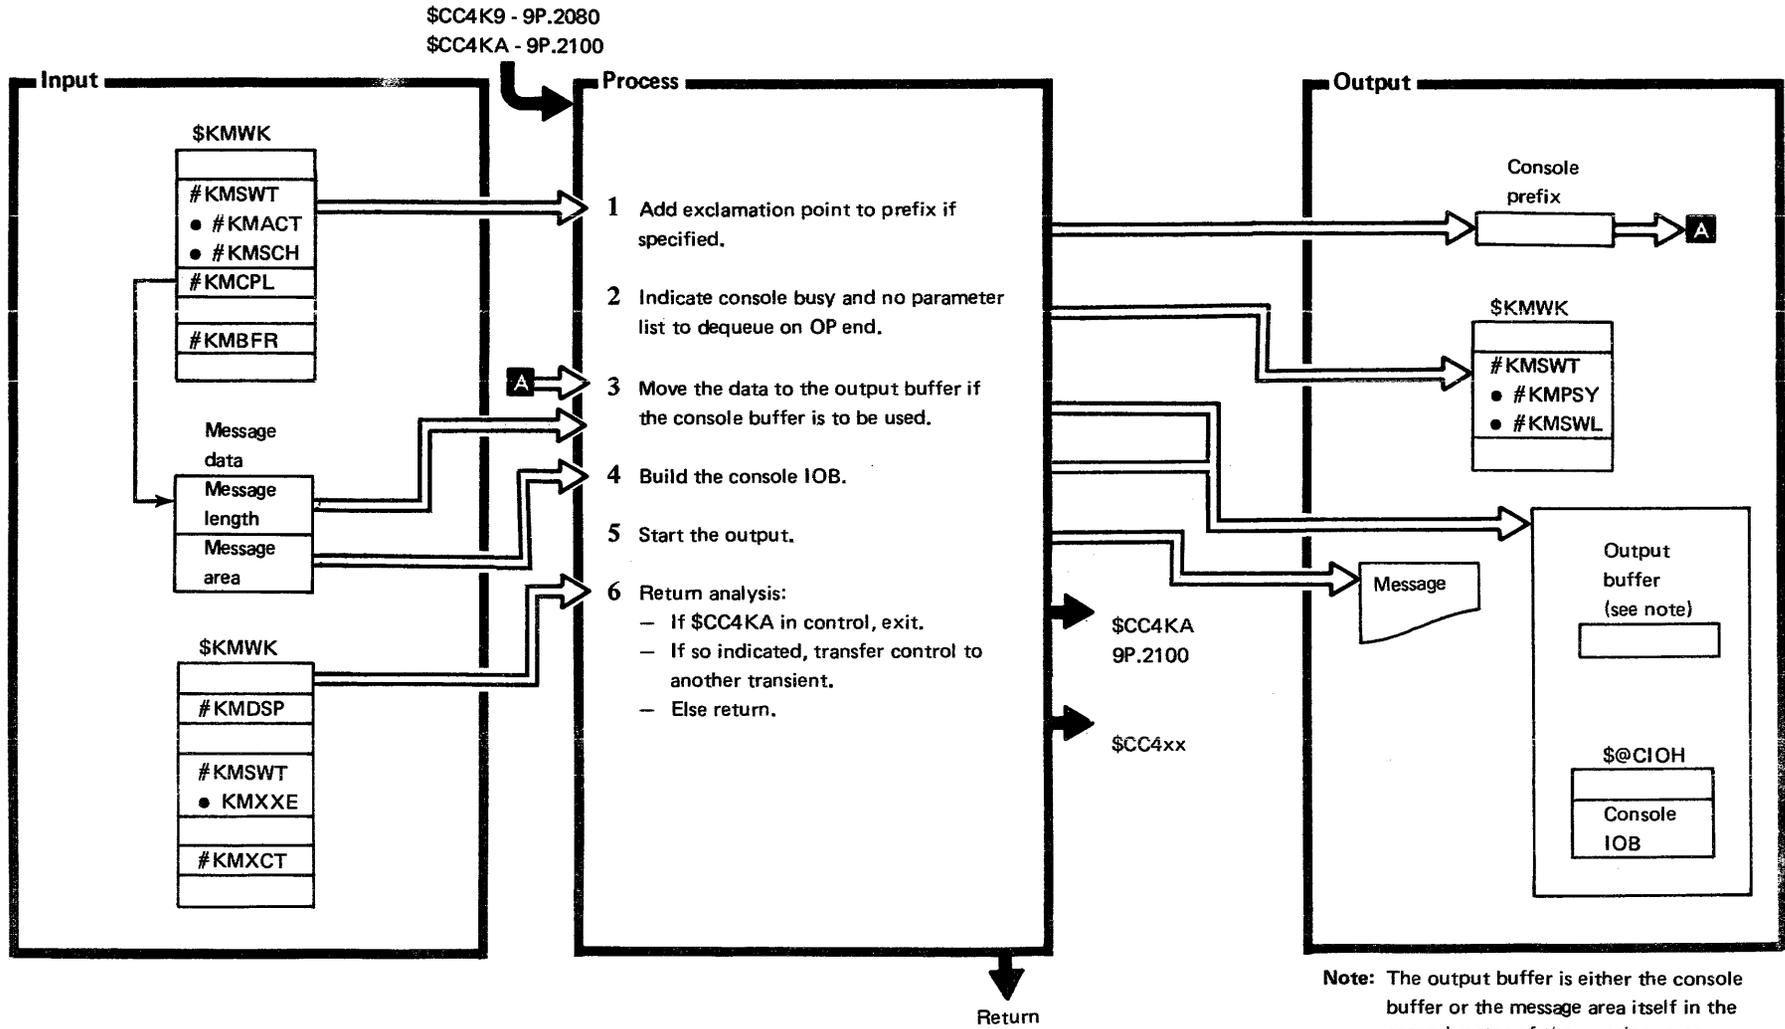 $CC4K9 - 9P.2080
$CC4KA - 9P.2100
Input
$KMWK
#KMSWT
● #KMACT
● #KMSCH
#KMCPL
#KMBFR
Message
data
Message
length
Message
area
$KMWK
#KMDSP
#KMSWT
● KMXXE
#KMXCT
Process
1 Add exclamation point to prefix if
specified.
2 Indicate console busy and no parameter
list to dequeue on OP end.
A
3 Move the data to the output buffer if
the console buffer is to be used.
4 Build the console IOB.
5 Start the output.
6 Return analysis:
– If $CC4KA in control, exit.
– If so indicated, transfer control to
another transient.
– Else return.
$CC4KA
9P.2100
$CC4xx
Return
Output
Console
prefix
A
$KMWK
#KMSWT
● #KMPSY
● #KMSWL
Message
Output
buffer
(see note)
$@CIOH
Console
IOB
Note: The output buffer is either the console
buffer or the message area itself in the